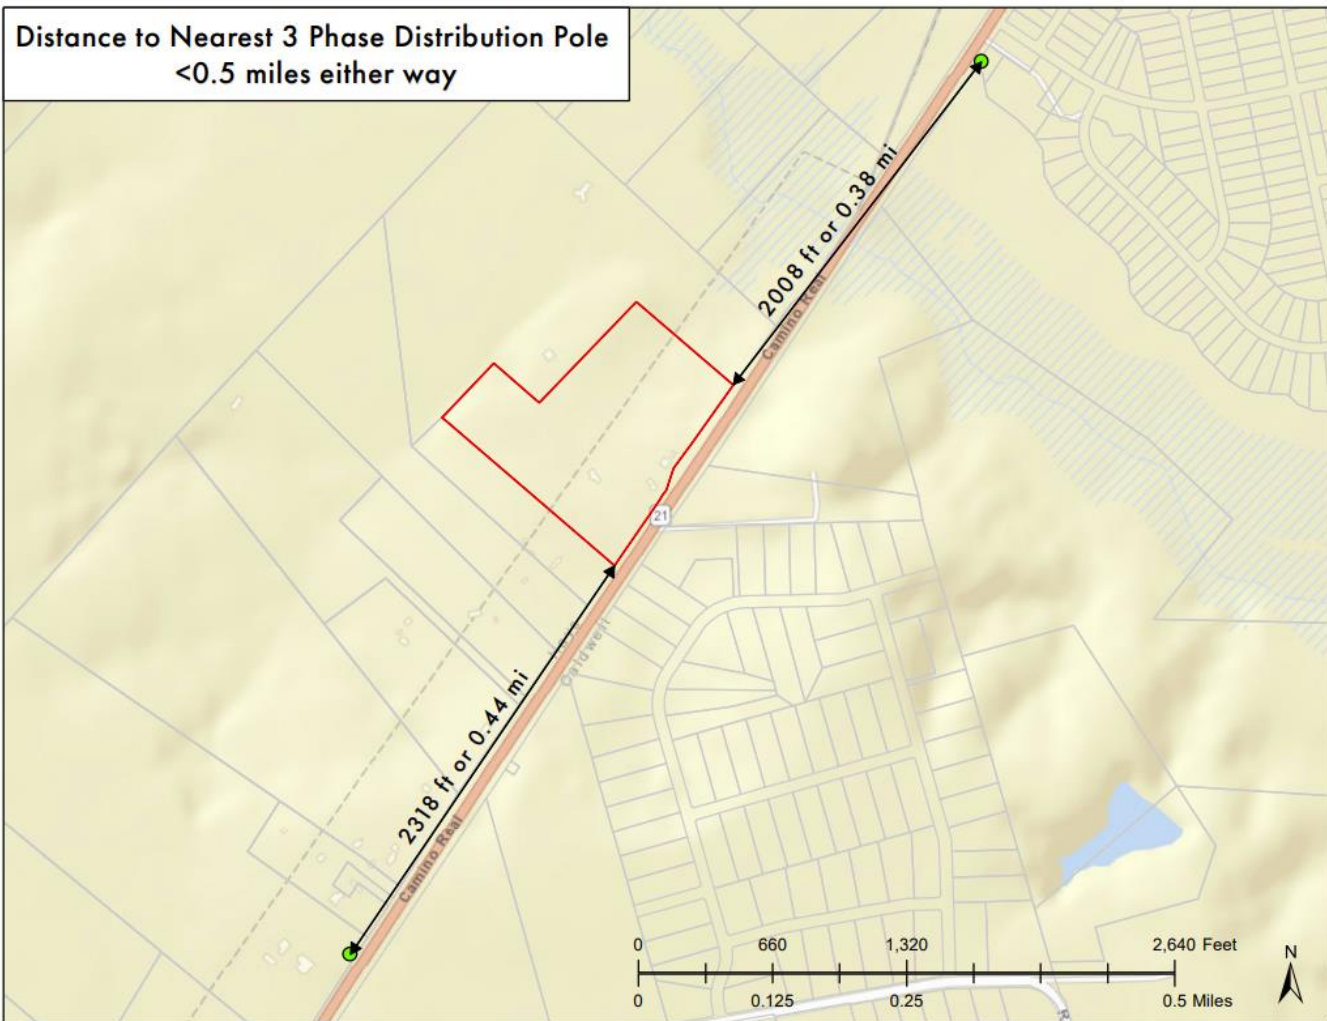 Distance to Nearest 3 Phase Distribution Pole
<0.5 miles either way
2008 ft or 0.38 mi
Camino Real
21
Caldwell
2318 ft or 0.44 mi
Camino Real
0 660 1,320 2,640 Feet
0 0.125 0.25 0.5 Miles
N
R